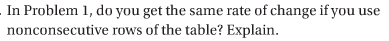 . In Problem 1, do you get the same rate of change if you use
nonconsecutive rows of the table? Explain.